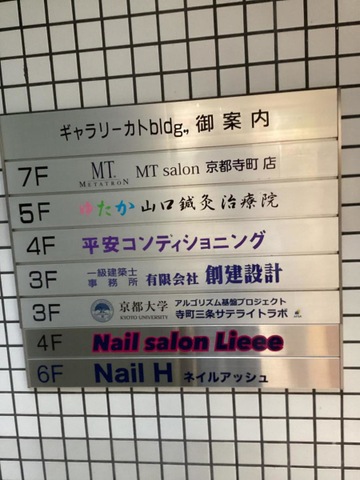 ギャラリーカトbldg., 御案内
7F MT. METATRON MT salon 京都寺町店
5F ゆたか 山口鍼灸治療院
4F 平安コンディショニング
3F 一級建築士事務所 有限会社 創建設計
3F 京都大学 KYOTO UNIVERSITY アルゴリズム基盤プロジェクト 寺町三条サテライトラボ
4F Nail salon Lieee
6F Nail H ネイルアッシュ